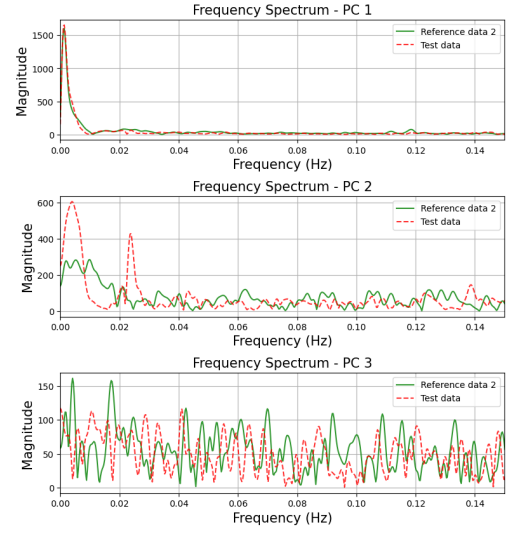 Frequency Spectrum - PC 1
Magnitude
1500
1000
500
0
Reference data 2
Test data
0.00 0.02 0.04 0.06 0.08 0.10 0.12 0.14
Frequency (Hz)
Frequency Spectrum - PC 2
Magnitude
600
400
200
0
Reference data 2
Test data
0.00 0.02 0.04 0.06 0.08 0.10 0.12 0.14
Frequency (Hz)
Frequency Spectrum - PC 3
Magnitude
150
100
50
0
Reference data 2
Test data
0.00 0.02 0.04 0.06 0.08 0.10 0.12 0.14
Frequency (Hz)